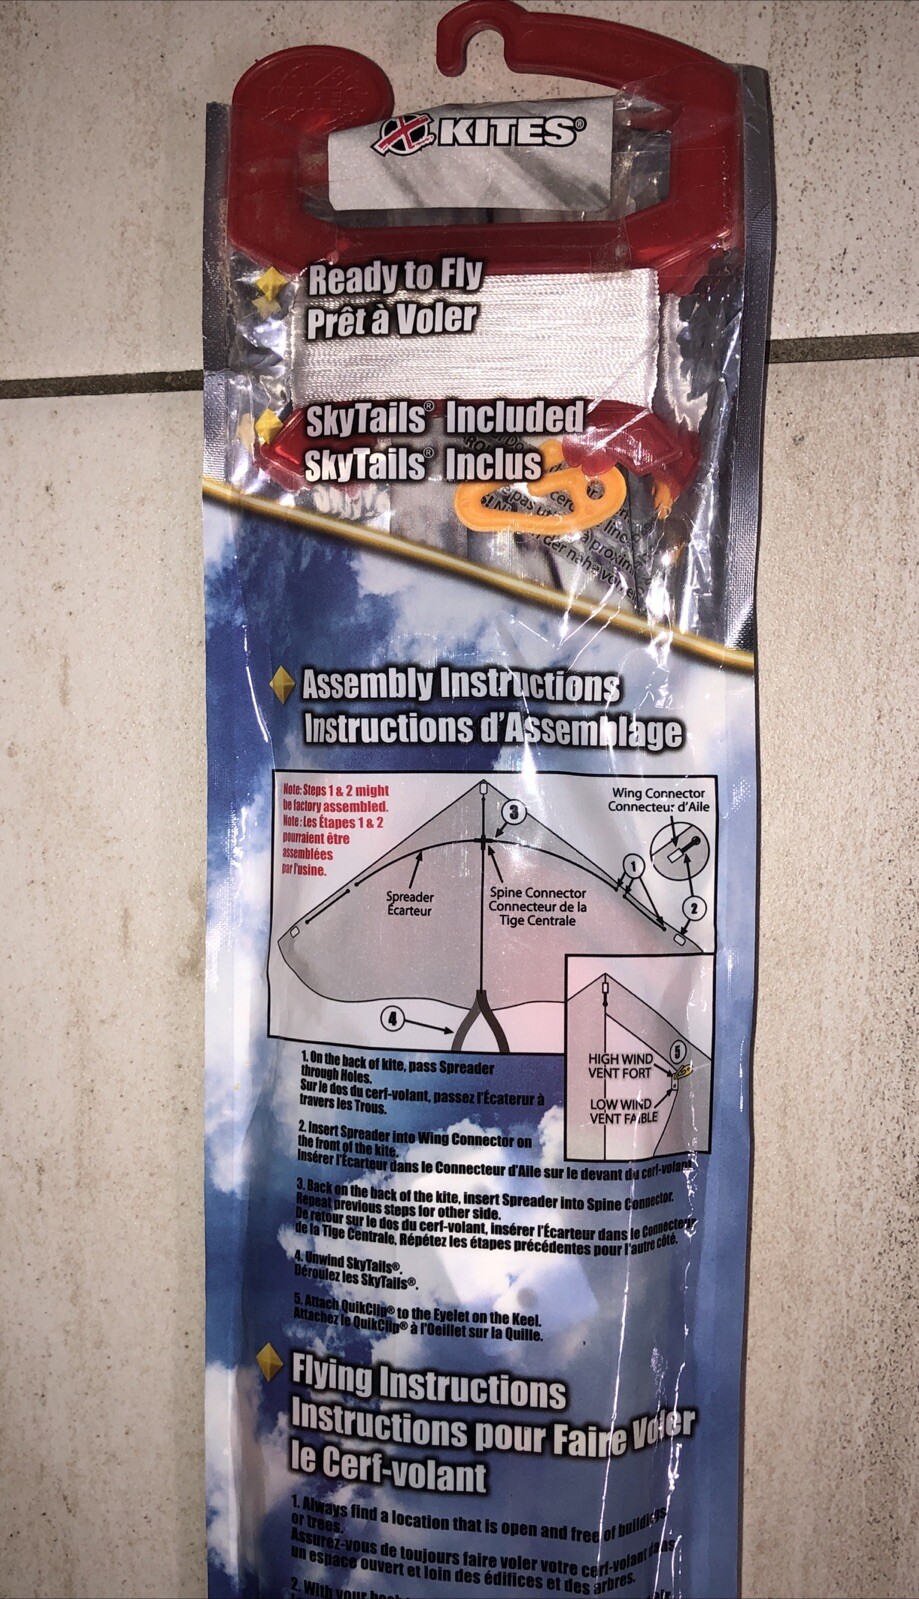 X KITES®
Ready to Fly
Prêt à Voler
SkyTails® Included
SkyTails® Inclus
Assembly Instructions
Instructions d'Assemblage
Note: Steps 1 & 2 might
be factory assembled.
Note: Les Étapes 1 & 2
pourraient être
assemblées
par l'usine.
3
Wing Connector
Connecteur d'Aile
1
2
Spreader
Écarteur
Spine Connector
Connecteur de la
Tige Centrale
4
5
HIGH WIND
VENT FORT
LOW WIND
VENT FAIBLE
1. On the back of kite, pass Spreader
through Holes.
Sur le dos du cerf-volant, passez l'Écaterur à
travers les Trous.
2. Insert Spreader into Wing Connector on
the front of the kite.
Insérer l'Écarteur dans le Connecteur d'Aile sur le devant du cerf-volant.
3. Back on the back of the kite, insert Spreader into Spine Connector.
Repeat previous steps for other side.
De retour sur le dos du cerf-volant, insérer l'Écarteur dans le Connecteur
de la Tige Centrale. Répétez les étapes précédentes pour l'autre côté.
4. Unwind SkyTails®.
Déroulez les SkyTails®.
5. Attach QuikClip® to the Eyelet on the Keel.
Attachez le QuikClip® à l'Oeillet sur la Quille.
Flying Instructions
Instructions pour Faire Voler
le Cerf-volant
1. Always find a location that is open and free of buildings
or trees.
Assurez-vous de toujours faire voler votre cerf-volant dans
un espace ouvert et loin des édifices et des arbres.
2. With your